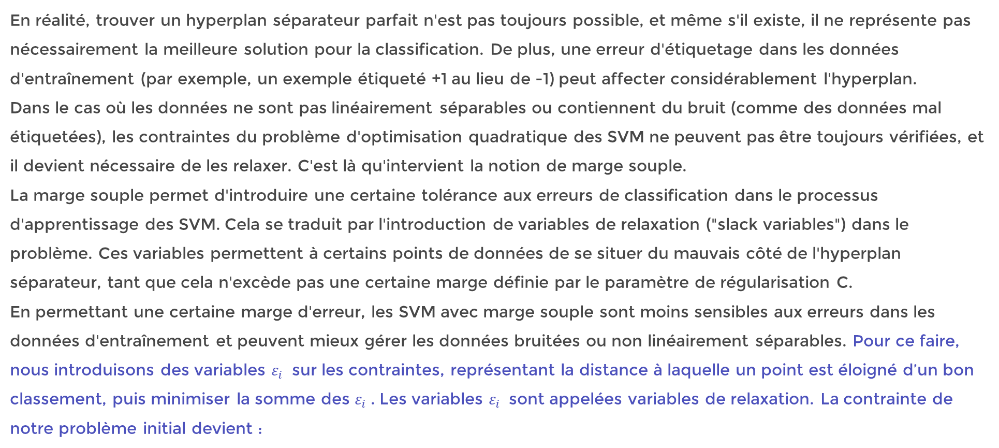 En réalité, trouver un hyperplan séparateur parfait n'est pas toujours possible, et même s'il existe, il ne représente pas
nécessairement la meilleure solution pour la classification. De plus, une erreur d'étiquetage dans les données
d'entraînement (par exemple, un exemple étiqueté +1 au lieu de -1) peut affecter considérablement l'hyperplan.
Dans le cas où les données ne sont pas linéairement séparables ou contiennent du bruit (comme des données mal
étiquetées), les contraintes du problème d'optimisation quadratique des SVM ne peuvent pas être toujours vérifiées, et
il devient nécessaire de les relaxer. C'est là qu'intervient la notion de marge souple.
La marge souple permet d'introduire une certaine tolérance aux erreurs de classification dans le processus
d'apprentissage des SVM. Cela se traduit par l'introduction de variables de relaxation ("slack variables") dans le
problème. Ces variables permettent à certains points de données de se situer du mauvais côté de l'hyperplan
séparateur, tant que cela n'excède pas une certaine marge définie par le paramètre de régularisation C.
En permettant une certaine marge d'erreur, les SVM avec marge souple sont moins sensibles aux erreurs dans les
données d'entraînement et peuvent mieux gérer les données bruitées ou non linéairement séparables. Pour ce faire,
nous introduisons des variables εᵢ sur les contraintes, représentant la distance à laquelle un point est éloigné d’un bon
classement, puis minimiser la somme des εᵢ . Les variables εᵢ sont appelées variables de relaxation. La contrainte de
notre problème initial devient :